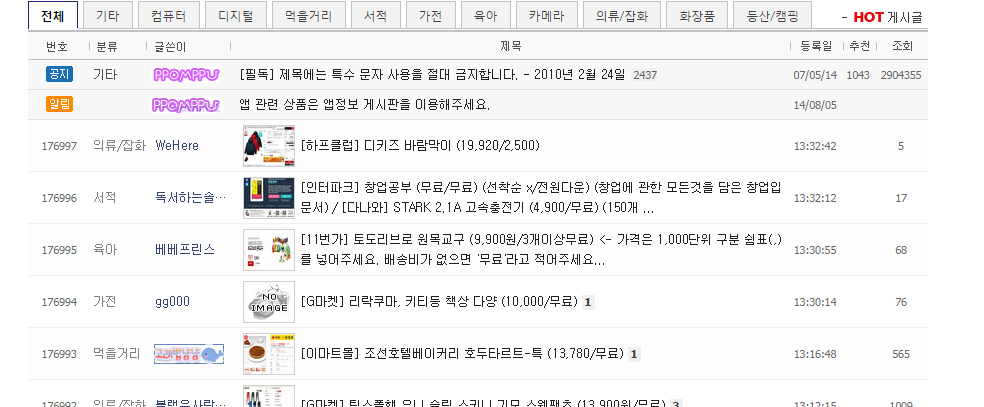 전체 기타 컴퓨터 디지털 먹을거리 서적 가전 육아 카메라 의류/잡화 화장품 등산/캠핑 - HOT 게시글
번호 분류 글쓴이 제목 등록일 추천 조회
공지 기타 PPOMPPU [필독] 제목에는 특수 문자 사용을 절대 금지합니다. - 2010년 2월 24일 2437 07/05/14 1043 2904355
알림 PPOMPPU 앱 관련 상품은 앱정보 게시판을 이용해주세요. 14/08/05
176997 의류/잡화 WeHere [하프클럽] 디키즈 바람막이 (19,920/2,500) 13:32:42 5
176996 서적 독서하는솔… [인터파크] 창업공부 (무료/무료) (선착순 x/전원다운) (창업에 관한 모든것을 담은 창업입 13:32:12 17
문서) / [다나와] STARK 2.1A 고속충전기 (4,900/무료) (150개 ...
176995 육아 베베프린스 [11번가] 토도리브로 원목교구 (9,900원/3개이상무료) <- 가격은 1,000단위 구분 쉼표(,) 13:30:55 68
를 넣어주세요. 배송비가 없으면 '무료'라고 적어주세요...
176994 가전 gg000 NO IMAGE [G마켓] 리락쿠마, 키티등 책상 다양 (10,000/무료) 1 13:30:14 76
176993 먹을거리 고래밥냠냠 [이마트몰] 조선호텔베이커리 호두타르트-특 (13,780/무료) 1 13:16:48 565
176992 의류/잡화 13:12:15 1009